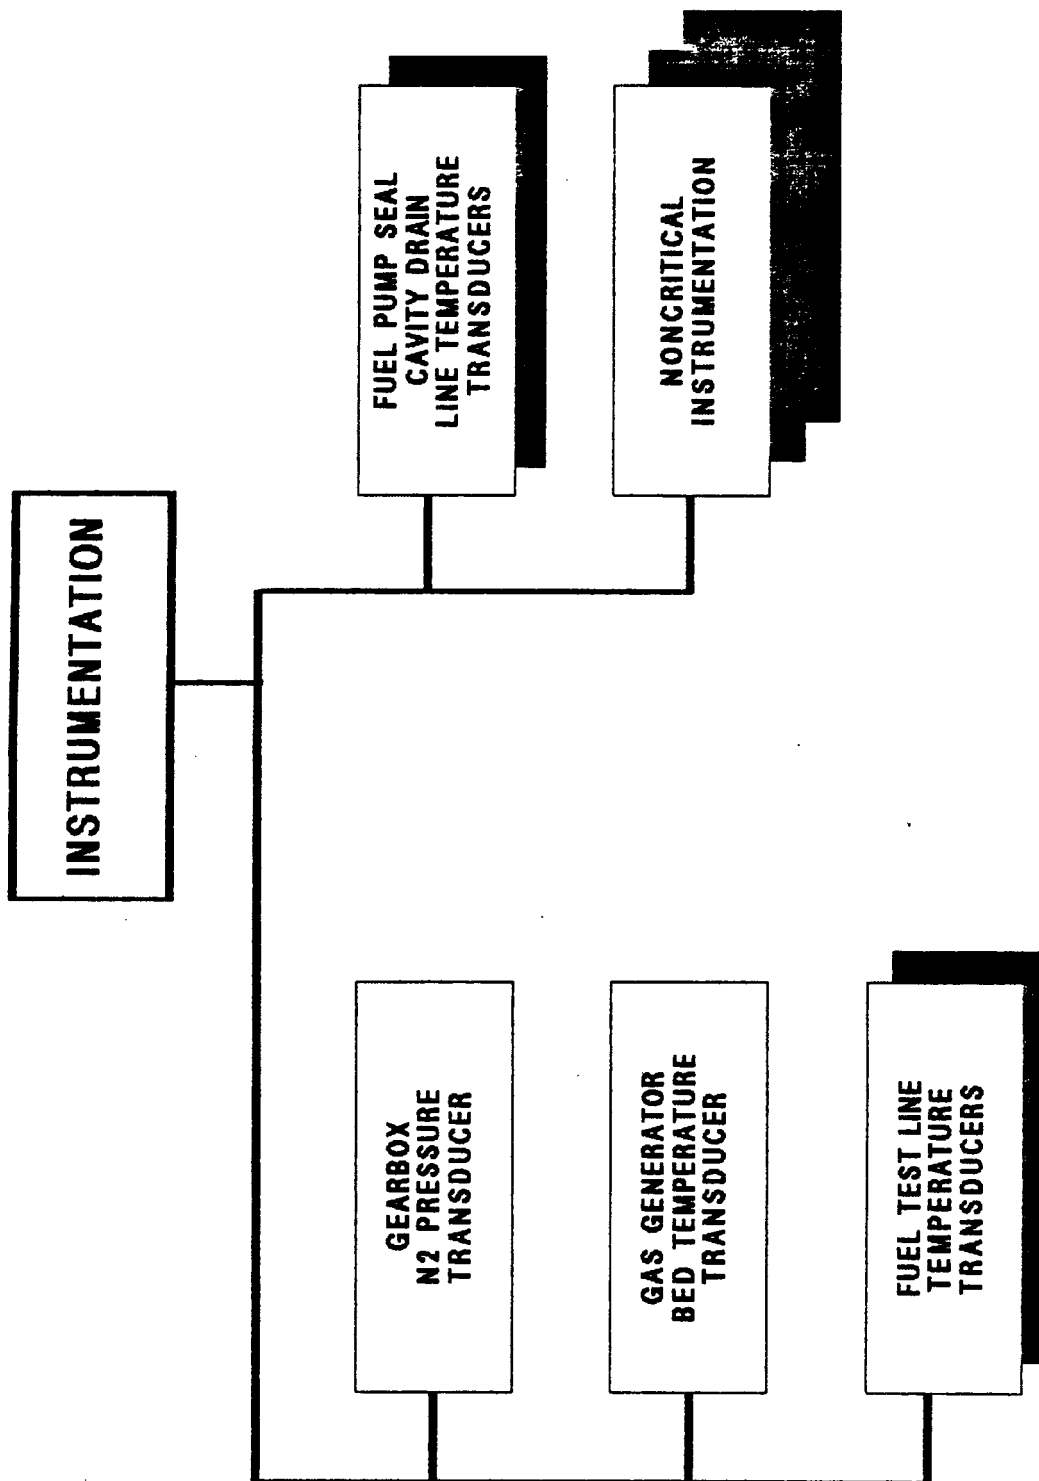 INSTRUMENTATION
GEARBOX
N2 PRESSURE
TRANSDUCER
GAS GENERATOR
BED TEMPERATURE
TRANSDUCER
FUEL TEST LINE
TEMPERATURE
TRANSDUCERS
FUEL PUMP SEAL
CAVITY DRAIN
LINE TEMPERATURE
TRANSDUCERS
NONCRITICAL
INSTRUMENTATION